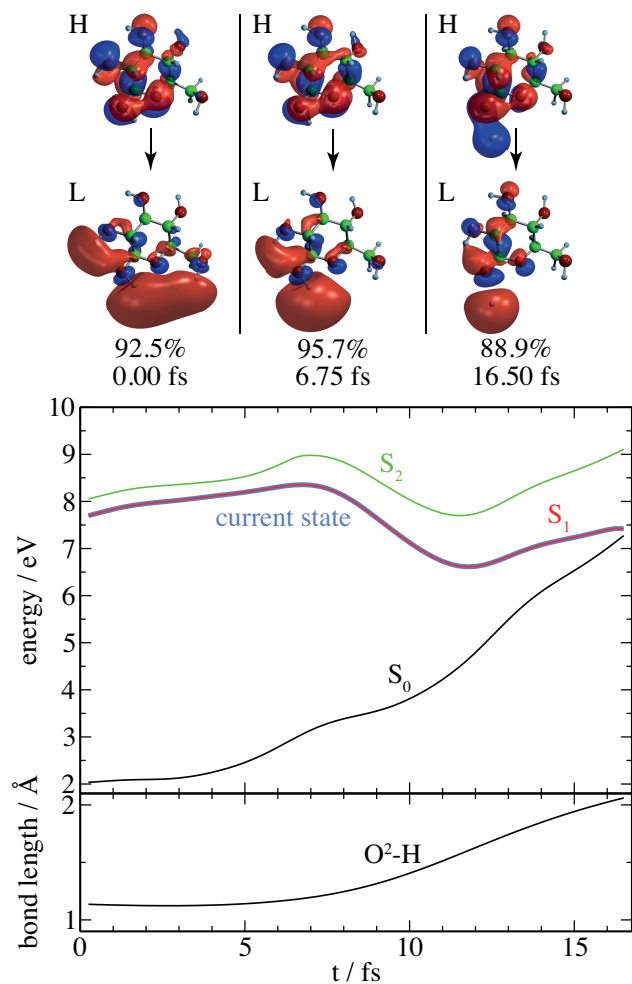 H H H
L L L
92.5% 95.7% 88.9%
0.00 fs 6.75 fs 16.50 fs
10
9
8
7
6
5
4
3
2
energy / eV
S₂
current state
S₁
S₀
2
1
bond length / Å
O²-H
0 5 10 15
t / fs